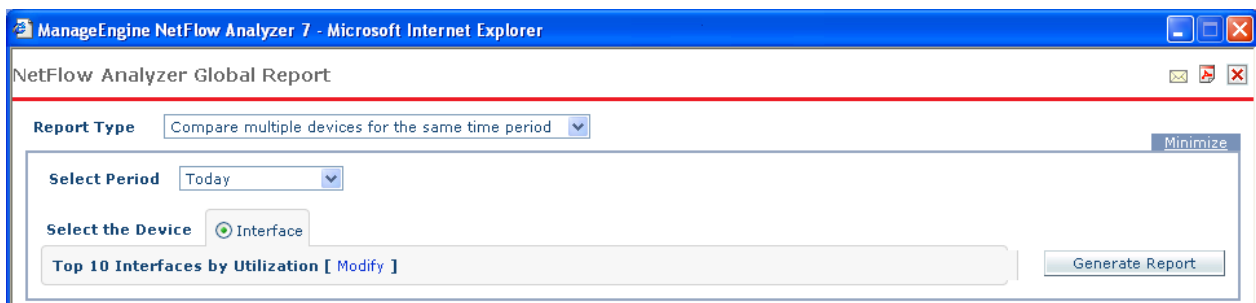 ManageEngine NetFlow Analyzer 7 - Microsoft Internet Explorer
NetFlow Analyzer Global Report
Report Type Compare multiple devices for the same time period
Minimize
Select Period Today
Select the Device Interface
Top 10 Interfaces by Utilization [ Modify ]
Generate Report